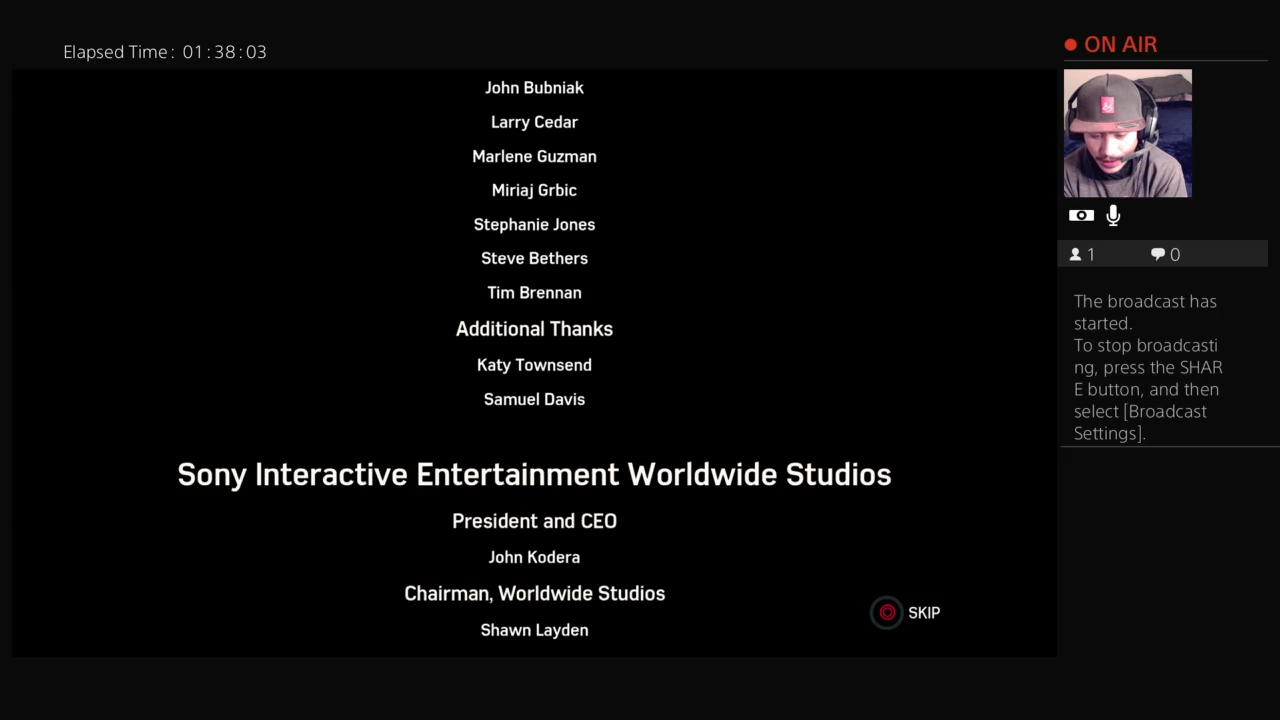 Elapsed Time: 01:38:03
ON AIR
John Bubniak
Larry Cedar
Marlene Guzman
Miriaj Grbic
Stephanie Jones
Steve Bethers
Tim Brennan
Additional Thanks
Katy Townsend
Samuel Davis
Sony Interactive Entertainment Worldwide Studios
President and CEO
John Kodera
Chairman, Worldwide Studios
Shawn Layden
SKIP
1 0
The broadcast has
started.
To stop broadcasti
ng, press the SHAR
E button, and then
select [Broadcast
Settings].